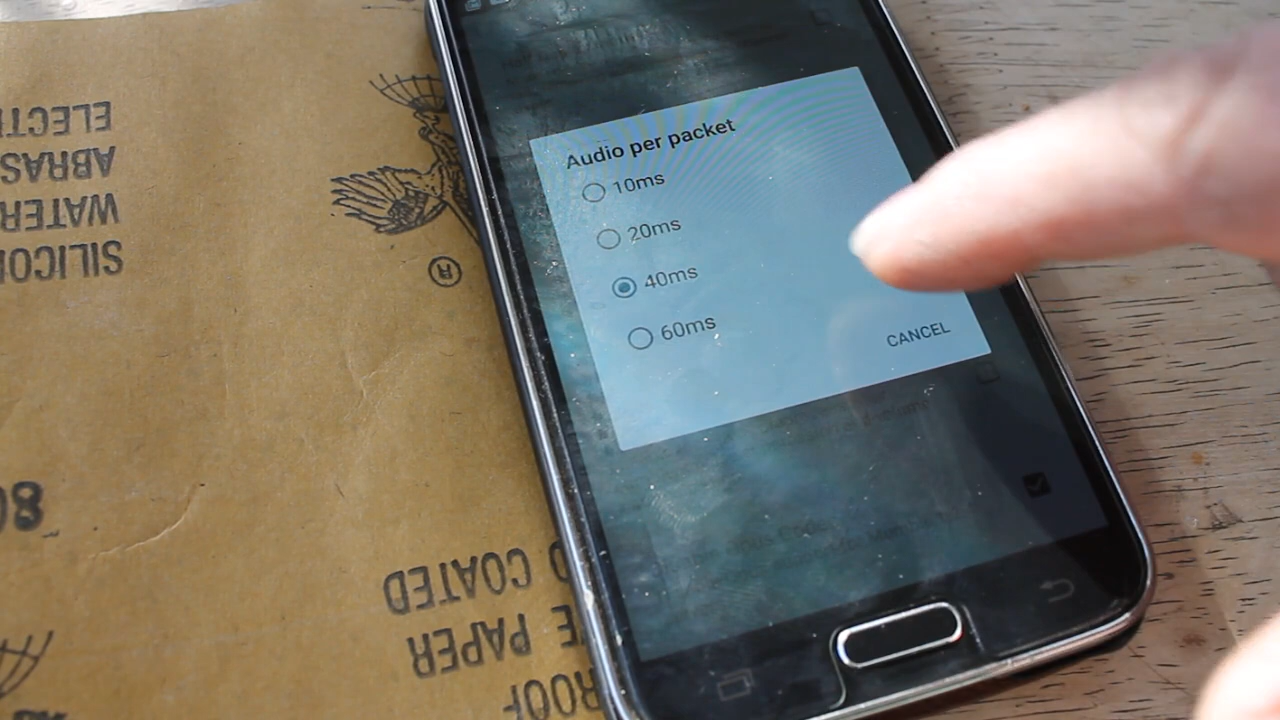 Audio per packet
10ms
20ms
40ms
60ms
CANCEL
SILICO
WATER
ABRAS
ELECT
®
80
ROOF
E PAPER
COATED